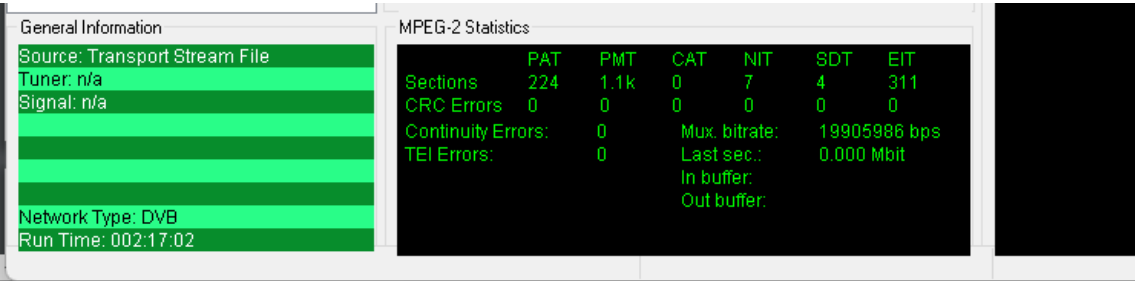 General Information
Source: Transport Stream File
Tuner: n/a
Signal: n/a
Network Type: DVB
Run Time: 002:17:02
MPEG-2 Statistics
PAT PMT CAT NIT SDT EIT
Sections 224 1.1k 0 7 4 311
CRC Errors 0 0 0 0 0 0
Continuity Errors: 0 Mux. bitrate: 19905986 bps
TEI Errors: 0 Last sec.: 0.000 Mbit
In buffer:
Out buffer: